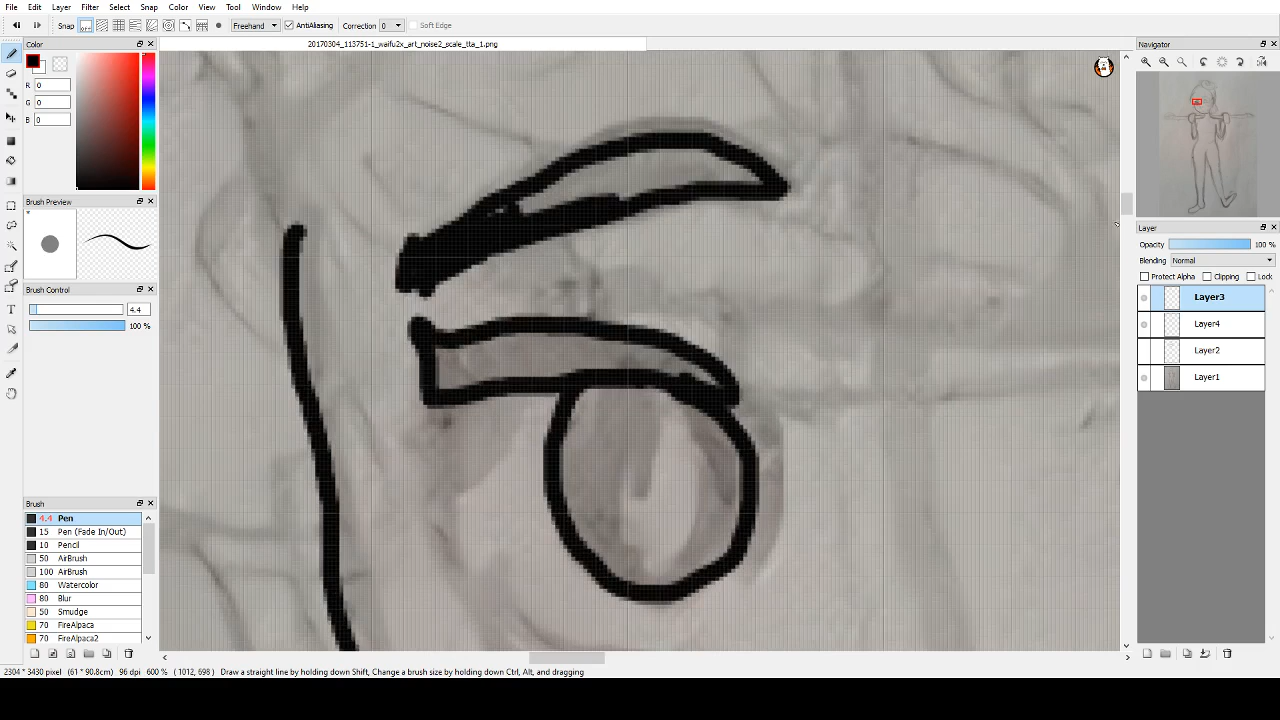 File Edit Layer Filter Select Snap Color View Tool Window Help
Snap Freehand AntiAliasing Correction 0 Soft Edge
Color
20170304_113751-1_waifu2x_art_noise2_scale_tta_1.png
Navigator
R 0
G 0
B 0
Brush Preview
Brush Control
4.4
100 %
Layer
Opacity 100 %
Blending Normal
Protect Alpha Clipping Lock
Layer3
Layer4
Layer2
Layer1
Brush
4.4 Pen
15 Pen (Fade In/Out)
10 Pencil
50 AirBrush
100 AirBrush
80 Watercolor
80 Blur
50 Smudge
70 FireAlpaca
70 FireAlpaca2
2304 * 3430 pixel (61 * 90.8cm) 96 dpi 600 % ( 1012, 698 ) Draw a straight line by holding down Shift, Change a brush size by holding down Ctrl, Alt, and dragging